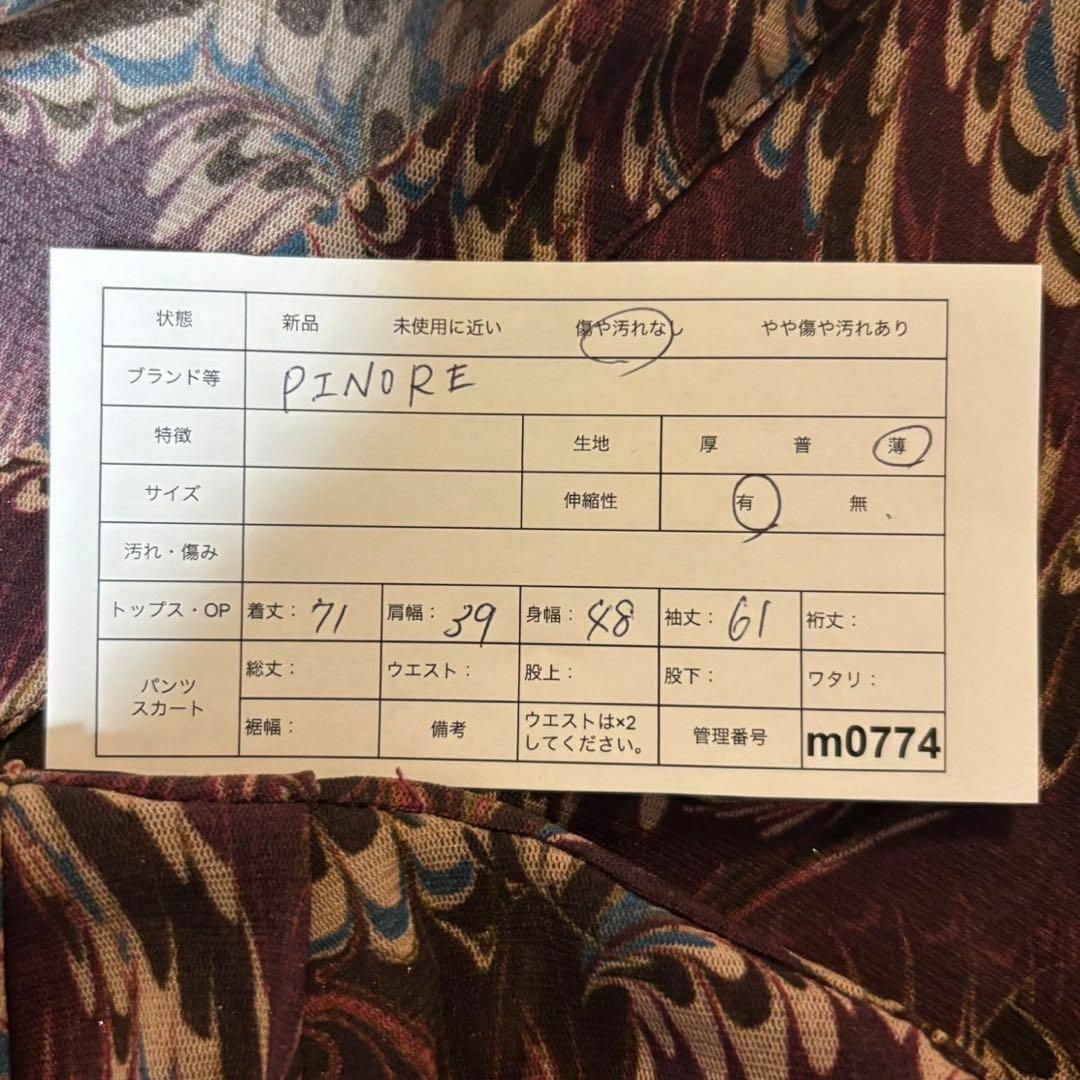 状態 新品 未使用に近い 傷や汚れなし やや傷や汚れあり
ブランド等 PINORE
特徴 生地 厚 普 薄
サイズ 伸縮性 有 無
汚れ・傷み
トップス・OP 着丈： 71 肩幅： 39 身幅： 48 袖丈： 61 裄丈：
パンツ
スカート
総丈： ウエスト： 股上： 股下： ワタリ：
裾幅： 備考 ウエストは×2
してください。 管理番号 m0774